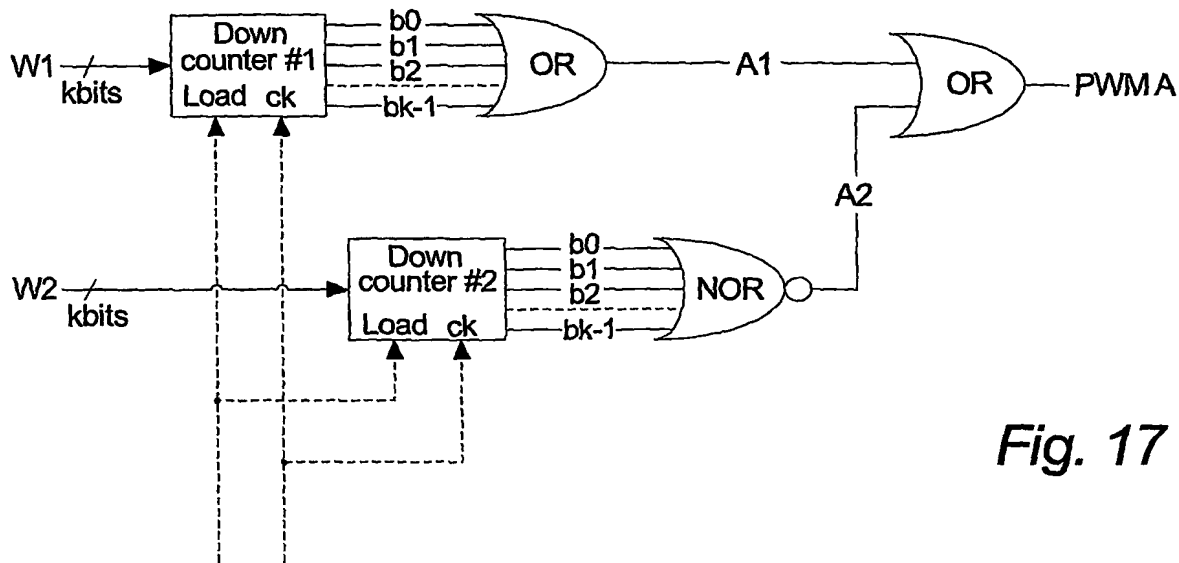 W1
kbits
Down
counter #1
Load ck
b0
b1
b2
bk-1
OR
A1
OR
PWM A
A2
W2
kbits
Down
counter #2
Load ck
b0
b1
b2
bk-1
NOR
Fig. 17